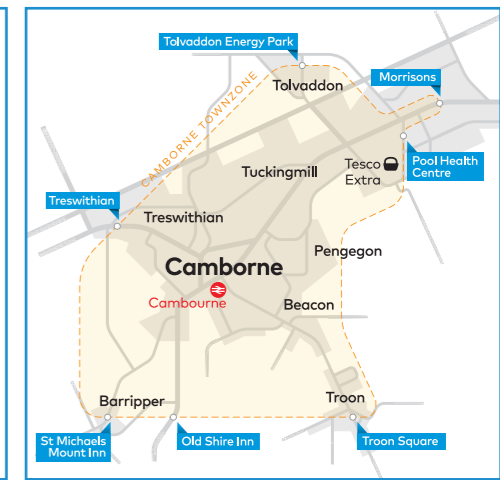 Tolvaddon Energy Park
Tolvaddon
Morrisons
CAMBORNE TOWNZONE
Tuckingmill
Tesco
Extra
Pool Health
Centre
Treswithian
Treswithian
Pengegon
Camborne
Cambourne
Beacon
Barripper
Troon
St Michaels
Mount Inn
Old Shire Inn
Troon Square